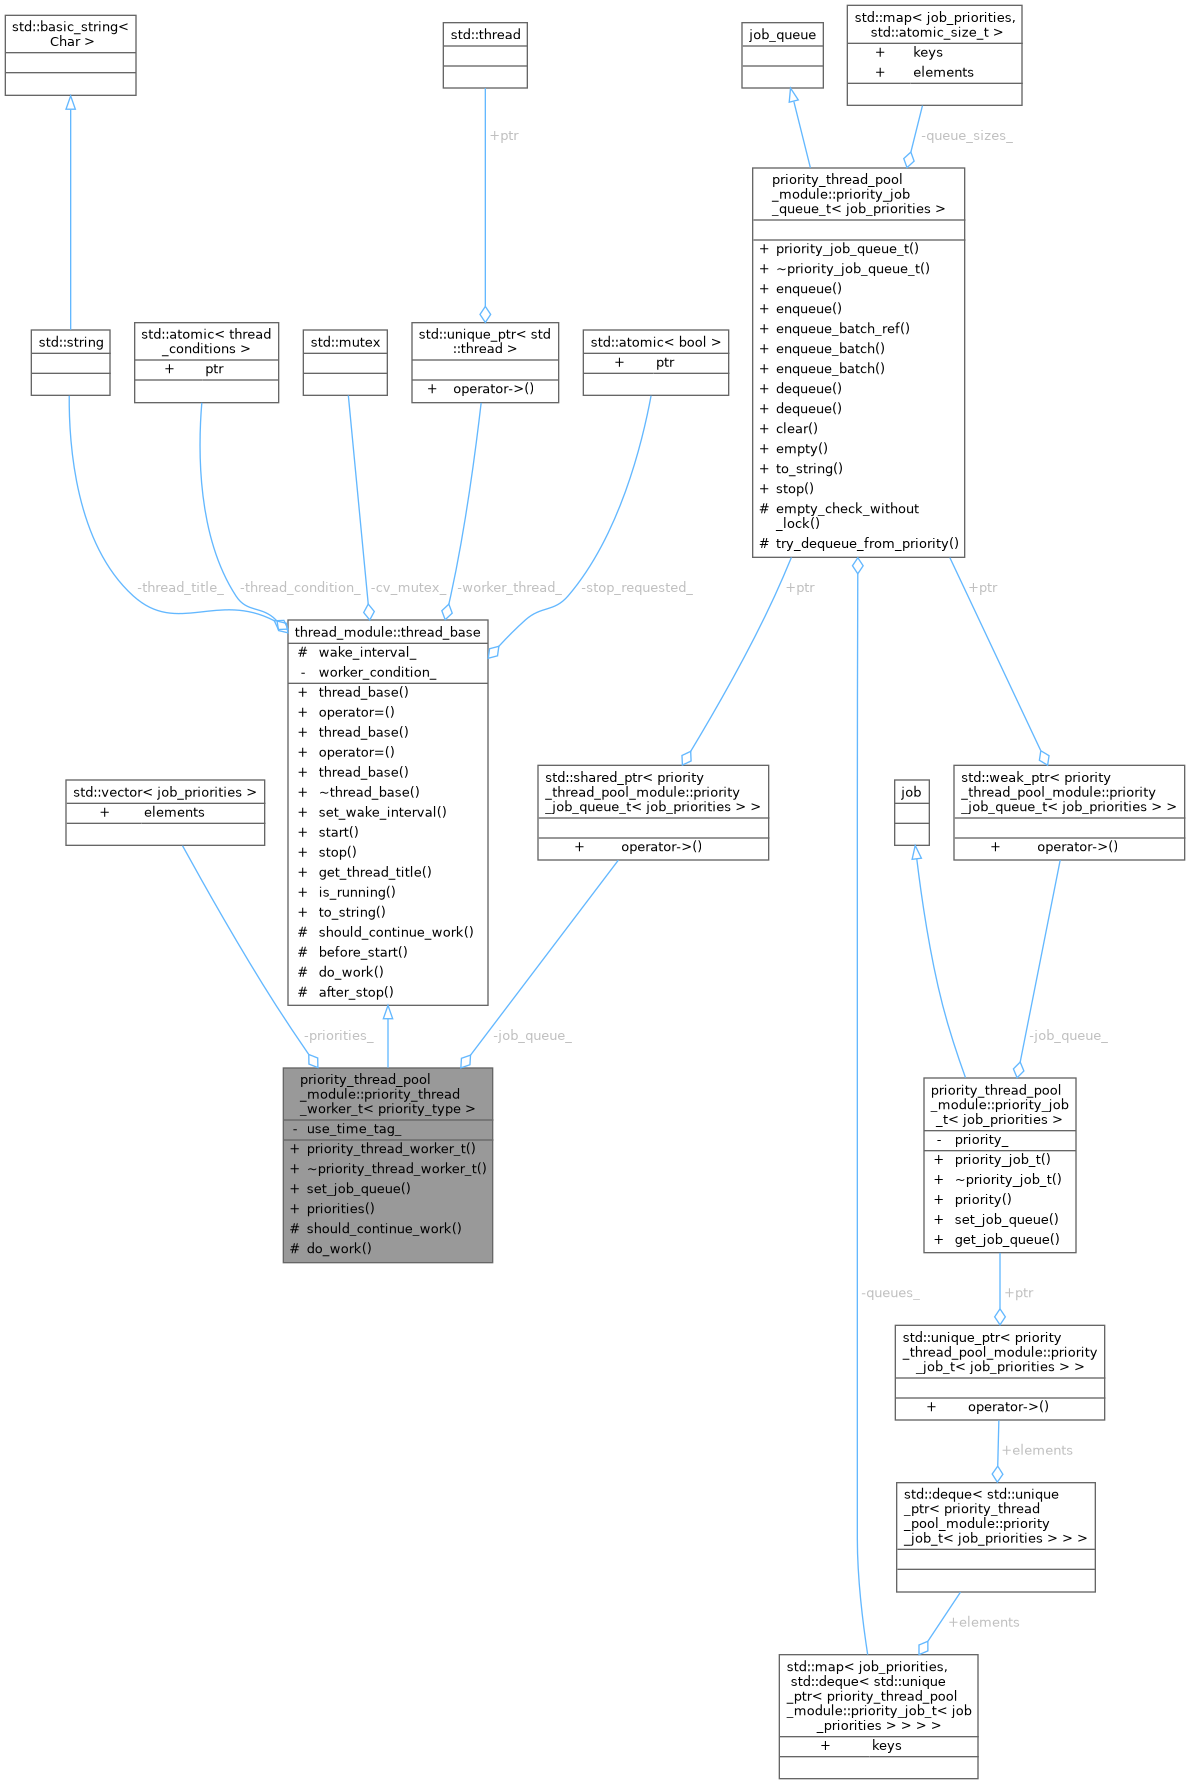 std::basic_string<
Char >
std::thread
job_queue
std::map< job_priorities,
std::atomic_size_t >
+ keys
+ elements
+ptr
-queue_sizes_
priority_thread_pool
_module::priority_job
_queue_t< job_priorities >
+ priority_job_queue_t()
+ ~priority_job_queue_t()
+ enqueue()
+ enqueue()
+ enqueue_batch_ref()
+ enqueue_batch()
+ enqueue_batch()
+ dequeue()
+ dequeue()
+ clear()
+ empty()
+ to_string()
+ stop()
# empty_check_without
_lock()
# try_dequeue_from_priority()
std::string
std::atomic< thread
_conditions >
+ ptr
std::mutex
std::unique_ptr< std
::thread >
+ operator->()
std::atomic< bool >
+ ptr
-thread_title_
-thread_condition_
-cv_mutex_
-worker_thread_
-stop_requested_
+ptr
+ptr
thread_module::thread_base
# wake_interval_
- worker_condition_
+ thread_base()
+ operator=()
+ thread_base()
+ operator=()
+ thread_base()
+ ~thread_base()
+ set_wake_interval()
+ start()
+ stop()
+ get_thread_title()
+ is_running()
+ to_string()
# should_continue_work()
# before_start()
# do_work()
# after_stop()
std::vector< job_priorities >
+ elements
std::shared_ptr< priority
_thread_pool_module::priority
_job_queue_t< job_priorities > >
+ operator->()
job
std::weak_ptr< priority
_thread_pool_module::priority
_job_queue_t< job_priorities > >
+ operator->()
-priorities_
-job_queue_
-job_queue_
priority_thread_pool
_module::priority_thread
_worker_t< priority_type >
- use_time_tag_
+ priority_thread_worker_t()
+ ~priority_thread_worker_t()
+ set_job_queue()
+ priorities()
# should_continue_work()
# do_work()
priority_thread_pool
_module::priority_job
_t< job_priorities >
- priority_
+ priority_job_t()
+ ~priority_job_t()
+ priority()
+ set_job_queue()
+ get_job_queue()
-queues_
+ptr
std::unique_ptr< priority
_thread_pool_module::priority
_job_t< job_priorities > >
+ operator->()
+elements
std::deque< std::unique
_ptr< priority_thread
_pool_module::priority
_job_t< job_priorities > > >
+elements
std::map< job_priorities,
std::deque< std::unique
_ptr< priority_thread_pool
_module::priority_job_t< job
_priorities > > > >
+ keys